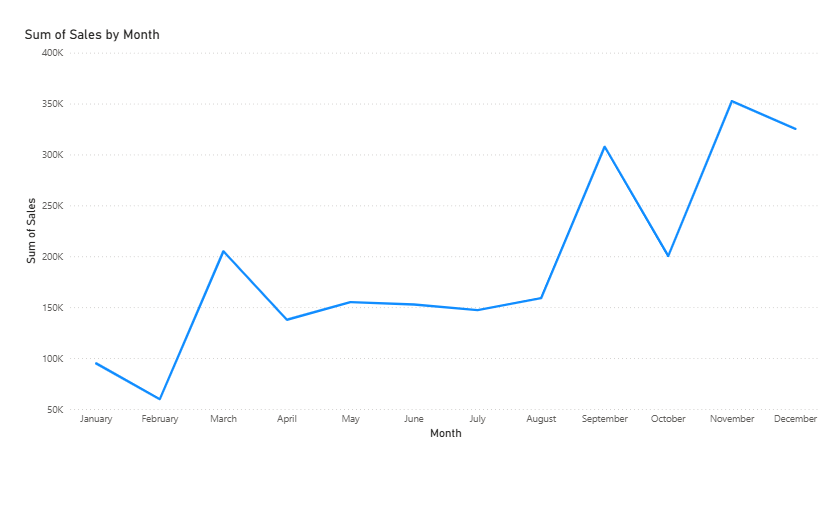 Sum of Sales by Month
400K
350K
300K
250K
200K
150K
100K
50K
Sum of Sales
January February March April May June July August September October November December
Month